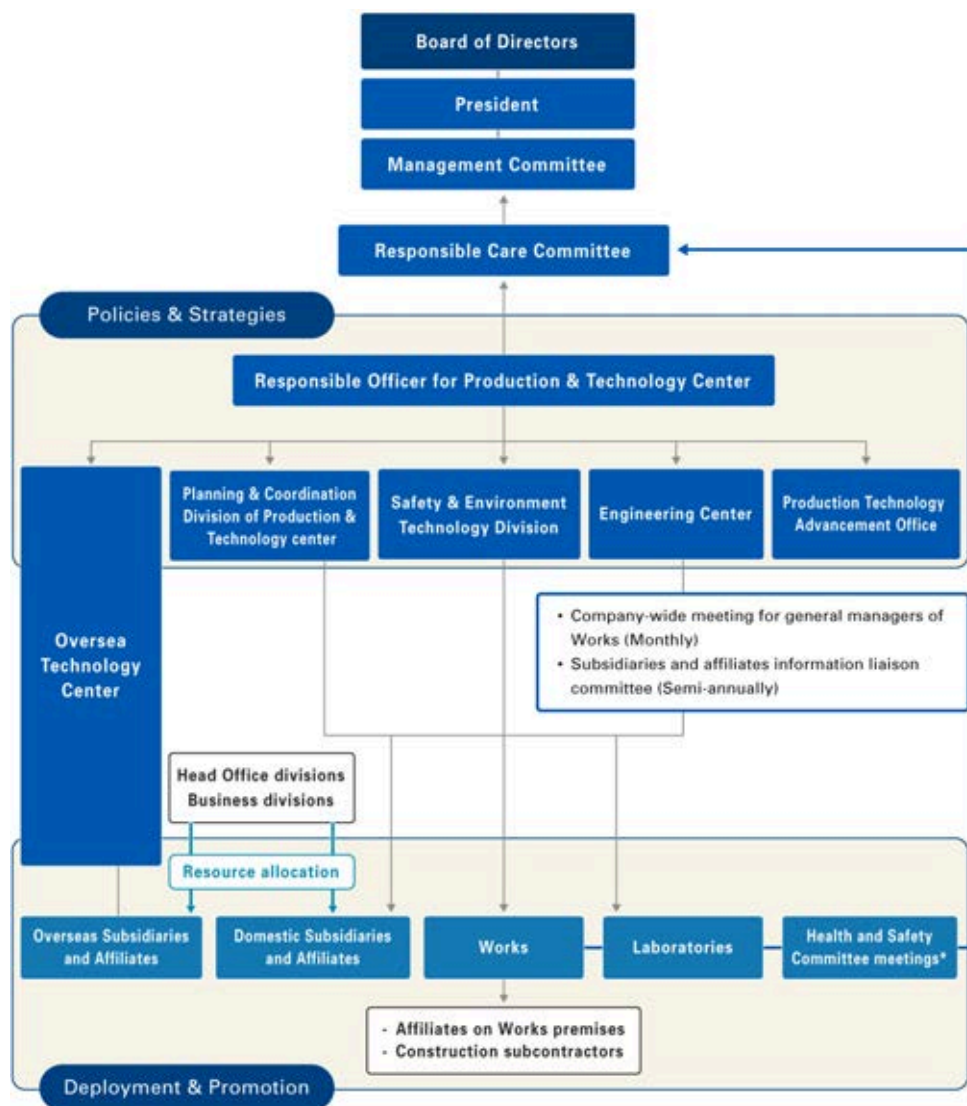 Board of Directors
President
Management Committee
Responsible Care Committee
Policies & Strategies
Responsible Officer for Production & Technology Center
Oversea
Technology
Center
Planning & Coordination
Division of Production &
Technology center
Safety & Environment
Technology Division
Engineering Center
Production Technology
Advancement Office
• Company-wide meeting for general managers of
Works (Monthly)
• Subsidiaries and affiliates information liaison
committee (Semi-annually)
Head Office divisions
Business divisions
Resource allocation
Overseas Subsidiaries
and Affiliates
Domestic Subsidiaries
and Affiliates
Works
Laboratories
Health and Safety
Committee meetings*
- Affiliates on Works premises
- Construction subcontractors
Deployment & Promotion